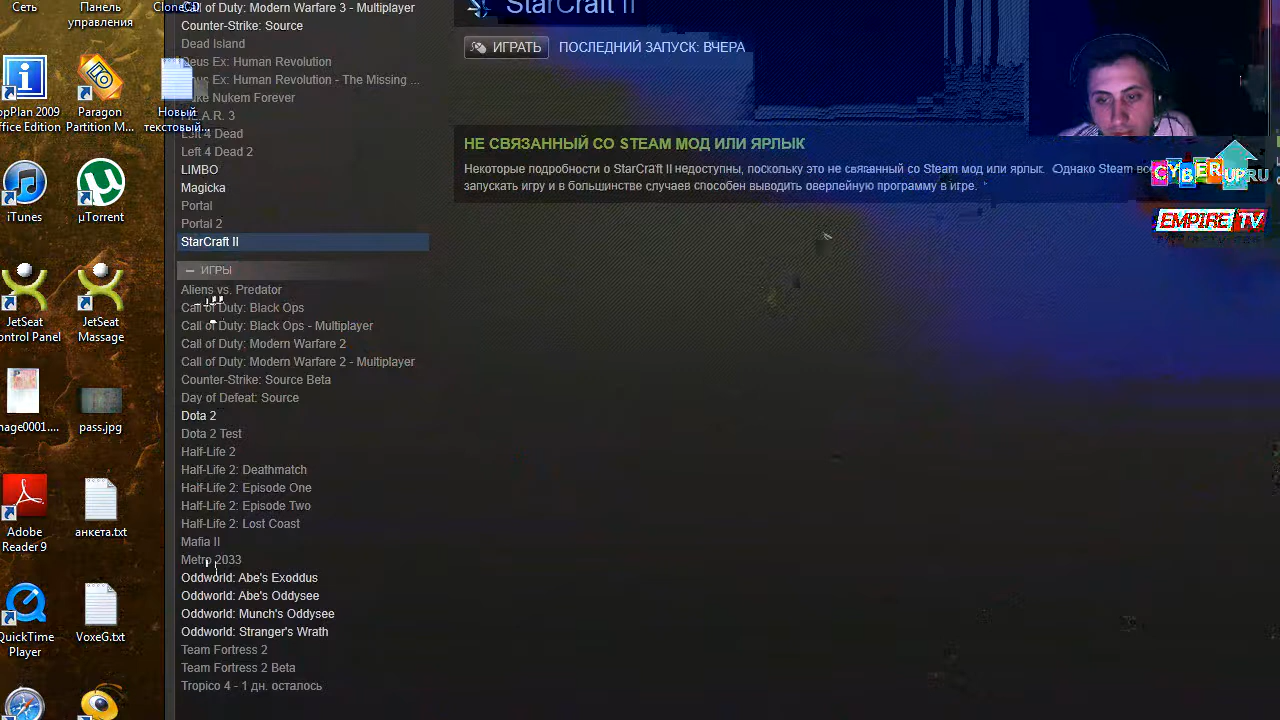 Сеть
Панель
управления
CloneCD
Call of Duty: Modern Warfare 3 - Multiplayer
Counter-Strike: Source
Dead Island
Deus Ex: Human Revolution
Deus Ex: Human Revolution - The Missing ...
Duke Nukem Forever
F.E.A.R. 3
Left 4 Dead
Left 4 Dead 2
LIMBO
Magicka
Portal
Portal 2
StarCraft II
ИГРЫ
Aliens vs. Predator
Call of Duty: Black Ops
Call of Duty: Black Ops - Multiplayer
Call of Duty: Modern Warfare 2
Call of Duty: Modern Warfare 2 - Multiplayer
Counter-Strike: Source Beta
Day of Defeat: Source
Dota 2
Dota 2 Test
Half-Life 2
Half-Life 2: Deathmatch
Half-Life 2: Episode One
Half-Life 2: Episode Two
Half-Life 2: Lost Coast
Mafia II
Metro 2033
Oddworld: Abe's Exoddus
Oddworld: Abe's Oddysee
Oddworld: Munch's Oddysee
Oddworld: Stranger's Wrath
Team Fortress 2
Team Fortress 2 Beta
Tropico 4 - 1 дн. осталось
StarCraft II
ИГРАТЬ
ПОСЛЕДНИЙ ЗАПУСК: ВЧЕРА
НЕ СВЯЗАННЫЙ СО STEAM МОД ИЛИ ЯРЛЫК
Некоторые подробности о StarCraft II недоступны, поскольку это не связанный со Steam мод или ярлык. Однако Steam
запускать игру и в большинстве случаев способен выводить оверлейную программу в игре.
CYBER UP.RU
EMPIRE TV
opPlan 2009
ffice Edition
Paragon
Partition M...
Новый
текстовый...
iTunes
µTorrent
JetSeat
ontrol Panel
JetSeat
Massage
nage0001....
pass.jpg
Adobe
Reader 9
анкета.txt
QuickTime
Player
VoxeG.txt